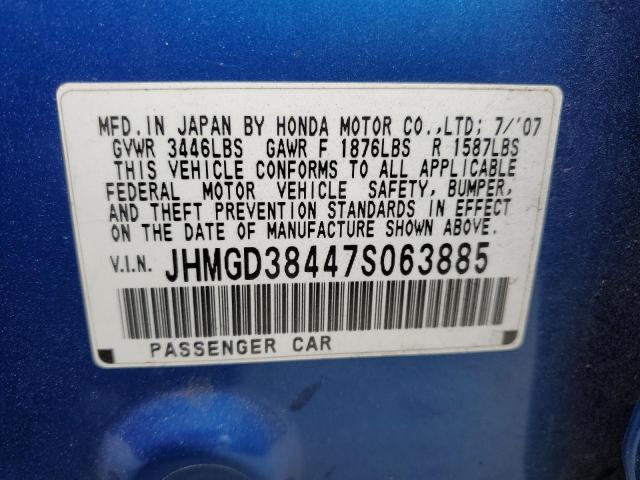 MFD. IN JAPAN BY HONDA MOTOR CO.,LTD; 7/'07
GVWR 3446LBS GAWR F 1876LBS R 1587LBS
THIS VEHICLE CONFORMS TO ALL APPLICABLE
FEDERAL MOTOR VEHICLE SAFETY, BUMPER,
AND THEFT PREVENTION STANDARDS IN EFFECT
ON THE DATE OF MANUFACTURE SHOWN ABOVE.
V.I.N. JHMGD38447S063885
PASSENGER CAR